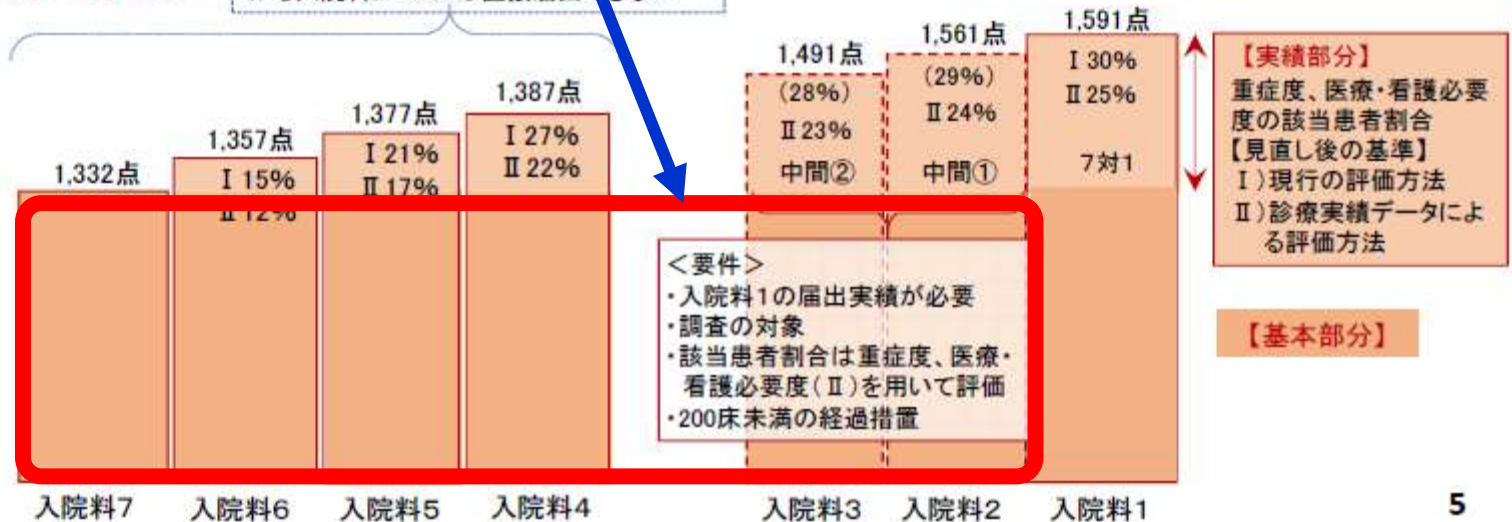 1,591点
1,561点
1,491点
1,387点
1,377点
1,357点
1,332点
Ⅰ 15%
Ⅱ 12%
Ⅰ 21%
Ⅱ 17%
Ⅰ 27%
Ⅱ 22%
(28%)
Ⅱ 23%
中間②
(29%)
Ⅱ 24%
中間①
Ⅰ 30%
Ⅱ 25%
7対1
【実績部分】
重症度、医療・看護必要
度の該当患者割合
【見直し後の基準】
Ⅰ)現行の評価方法
Ⅱ)診療実績データによ
る評価方法
<要件>
・入院料1の届出実績が必要
・調査の対象
・該当患者割合は重症度、医療・
看護必要度(Ⅱ)を用いて評価
・200床未満の経過措置
【基本部分】
入院料7
入院料6
入院料5
入院料4
入院料3
入院料2
入院料1
5